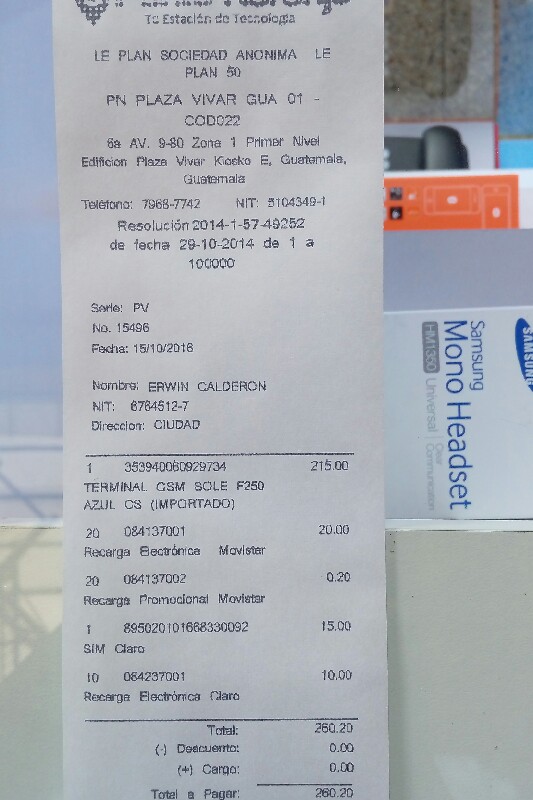 Tu Estación de Tecnología
LE PLAN SOCIEDAD ANONIMA LE
PLAN 50
PN PLAZA VIVAR GUA 01 -
COD022
6a AV. 9-80 Zona 1 Primer Nivel
Edificion Plaza Vivar Kiosko E, Guatemala,
Guatemala
Teléfono: 7968-7742 NIT: 5104349-1
Resolución 2014-1-57-49252
de fecha 29-10-2014 de 1 a
100000
Serie: PV
No. 15496
Fecha: 15/10/2016
Nombre: ERWIN CALDERON
NIT: 6764512-7
Direccion: CIUDAD
1 353940060929734 215.00
TERMINAL GSM SOLE F250
AZUL CS (IMPORTADO)
20 084137001 20.00
Recarga Electrónica Movistar
20 084137002 0.20
Recarga Promocional Movistar
1 895020101668330092 15.00
SIM Claro
10 084237001 10.00
Recarga Electrónica Claro
Total: 260.20
(-) Descuento: 0.00
(+) Cargo: 0.00
Total a Pagar: 260.20
SAMSUNG
Samsung
Mono Headset
HM1350 Universal | Clear
Communication